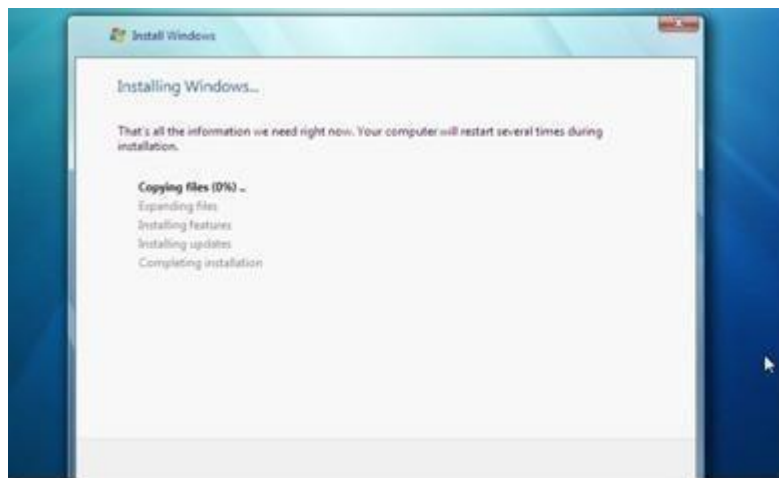 Install Windows
Installing Windows...
That's all the information we need right now. Your computer will restart several times during
installation.
Copying files (0%) ..
Expanding files
Installing features
Installing updates
Completing installation